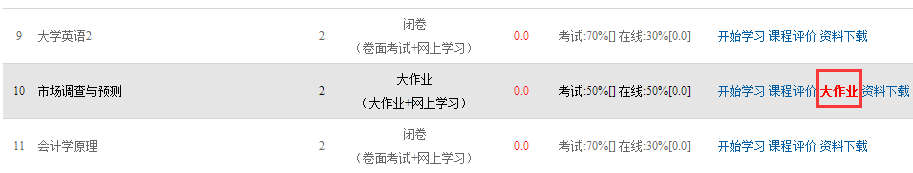 闭卷
9 大学英语2 2 0.0 考试:70%[] 在线:30%[0.0] 开始学习 课程评价 资料下载
（卷面考试+网上学习）
大作业
10 市场调查与预测 2 0.0 考试:50%[] 在线:50%[0.0] 开始学习 课程评价 大作业 资料下载
（大作业+网上学习）
闭卷
11 会计学原理 2 0.0 考试:70%[] 在线:30%[0.0] 开始学习 课程评价 资料下载
（卷面考试+网上学习）